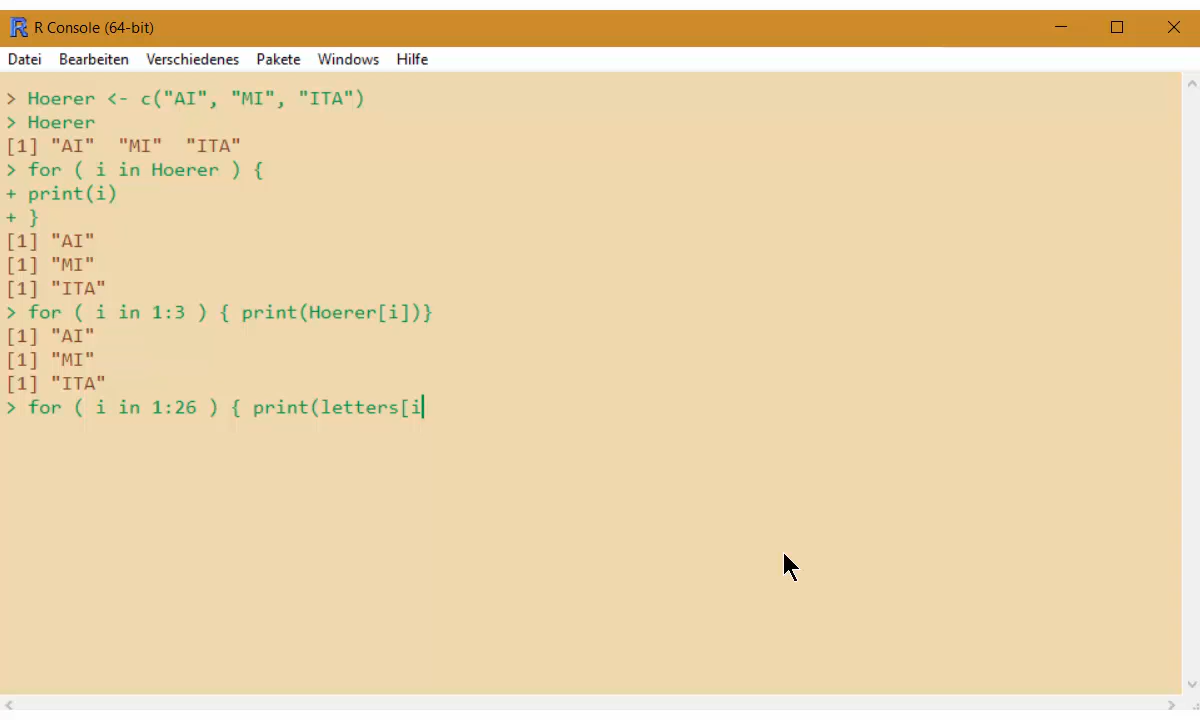 R Console (64-bit)
Datei Bearbeiten Verschiedenes Pakete Windows Hilfe
> Hoerer <- c("AI", "MI", "ITA")
> Hoerer
[1] "AI"  "MI"  "ITA"
> for ( i in Hoerer ) {
+ print(i)
+ }
[1] "AI"
[1] "MI"
[1] "ITA"
> for ( i in 1:3 ) { print(Hoerer[i])}
[1] "AI"
[1] "MI"
[1] "ITA"
> for ( i in 1:26 ) { print(letters[i